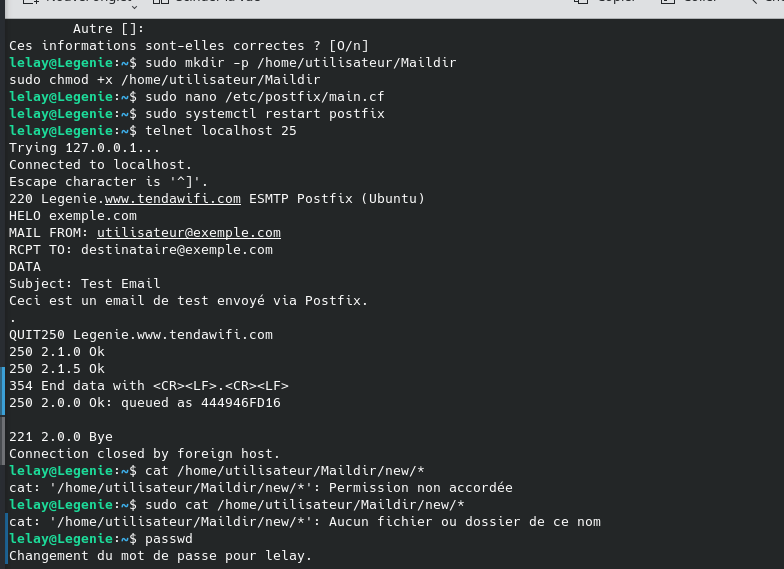 Autre []:
Ces informations sont-elles correctes ? [O/n]
lelay@Legenie:~$ sudo mkdir -p /home/utilisateur/Maildir
sudo chmod +x /home/utilisateur/Maildir
lelay@Legenie:~$ sudo nano /etc/postfix/main.cf
lelay@Legenie:~$ sudo systemctl restart postfix
lelay@Legenie:~$ telnet localhost 25
Trying 127.0.0.1...
Connected to localhost.
Escape character is '^]'.
220 Legenie.www.tendawifi.com ESMTP Postfix (Ubuntu)
HELO exemple.com
MAIL FROM: utilisateur@exemple.com
RCPT TO: destinataire@exemple.com
DATA
Subject: Test Email
Ceci est un email de test envoyé via Postfix.
.
QUIT250 Legenie.www.tendawifi.com
250 2.1.0 Ok
250 2.1.5 Ok
354 End data with <CR><LF>.<CR><LF>
250 2.0.0 Ok: queued as 444946FD16
221 2.0.0 Bye
Connection closed by foreign host.
lelay@Legenie:~$ cat /home/utilisateur/Maildir/new/*
cat: '/home/utilisateur/Maildir/new/*': Permission non accordée
lelay@Legenie:~$ sudo cat /home/utilisateur/Maildir/new/*
cat: '/home/utilisateur/Maildir/new/*': Aucun fichier ou dossier de ce nom
lelay@Legenie:~$ passwd
Changement du mot de passe pour lelay.